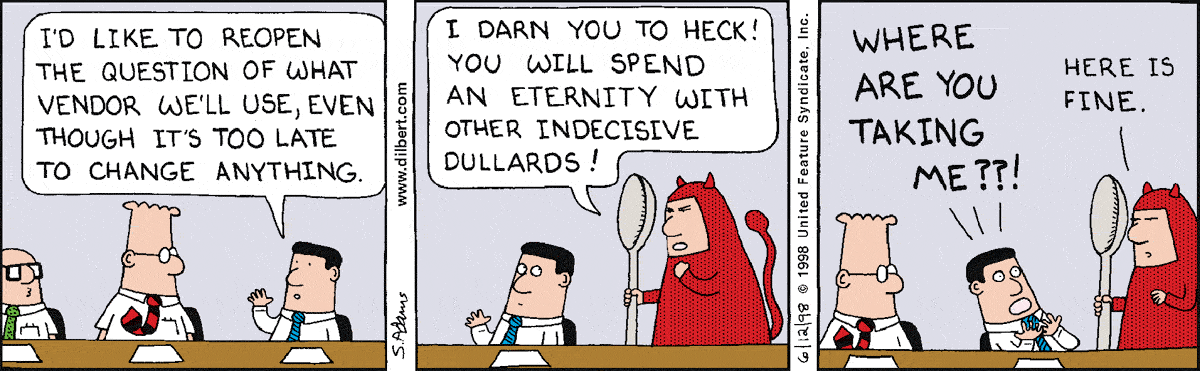 I'D LIKE TO REOPEN
THE QUESTION OF WHAT
VENDOR WE'LL USE, EVEN
THOUGH IT'S TOO LATE
TO CHANGE ANYTHING.
S. Adams
www.dilbert.com
I DARN YOU TO HECK!
YOU WILL SPEND
AN ETERNITY WITH
OTHER INDECISIVE
DULLARDS!
6/12/98 © 1998 United Feature Syndicate, Inc.
WHERE
ARE YOU
TAKING
ME??!
HERE IS
FINE.